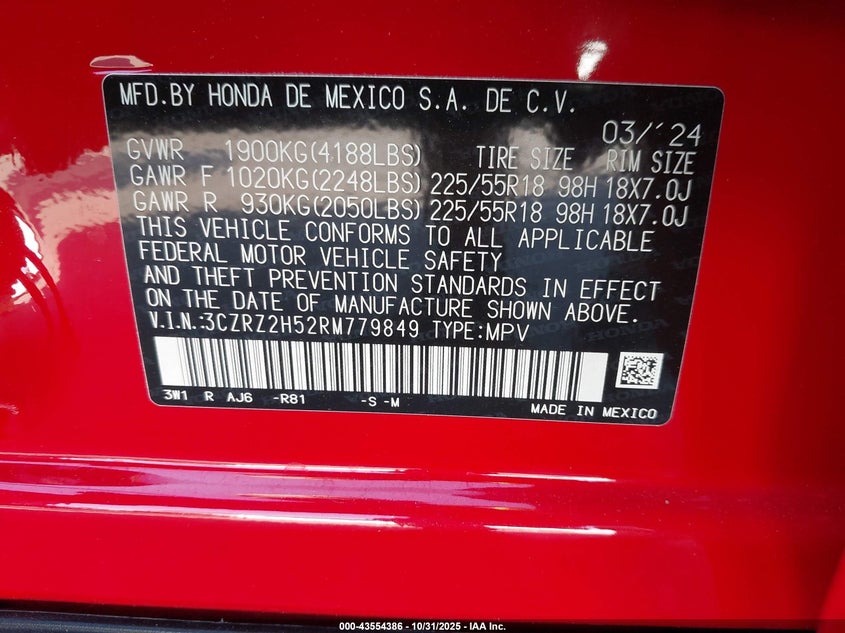 MFD.BY HONDA DE MEXICO S.A. DE C.V.
03/'24
GVWR 1900KG(4188LBS) TIRE SIZE RIM SIZE
GAWR F 1020KG(2248LBS) 225/55R18 98H 18X7.0J
GAWR R 930KG(2050LBS) 225/55R18 98H 18X7.0J
THIS VEHICLE CONFORMS TO ALL APPLICABLE
FEDERAL MOTOR VEHICLE SAFETY
AND THEFT PREVENTION STANDARDS IN EFFECT
ON THE DATE OF MANUFACTURE SHOWN ABOVE.
V.I.N.:3CZRZ2H52RM779849 TYPE:MPV
3W1 R AJ6 -R81 -S -M
MADE IN MEXICO
000-43554386 - 10/31/2025 - IAA Inc.